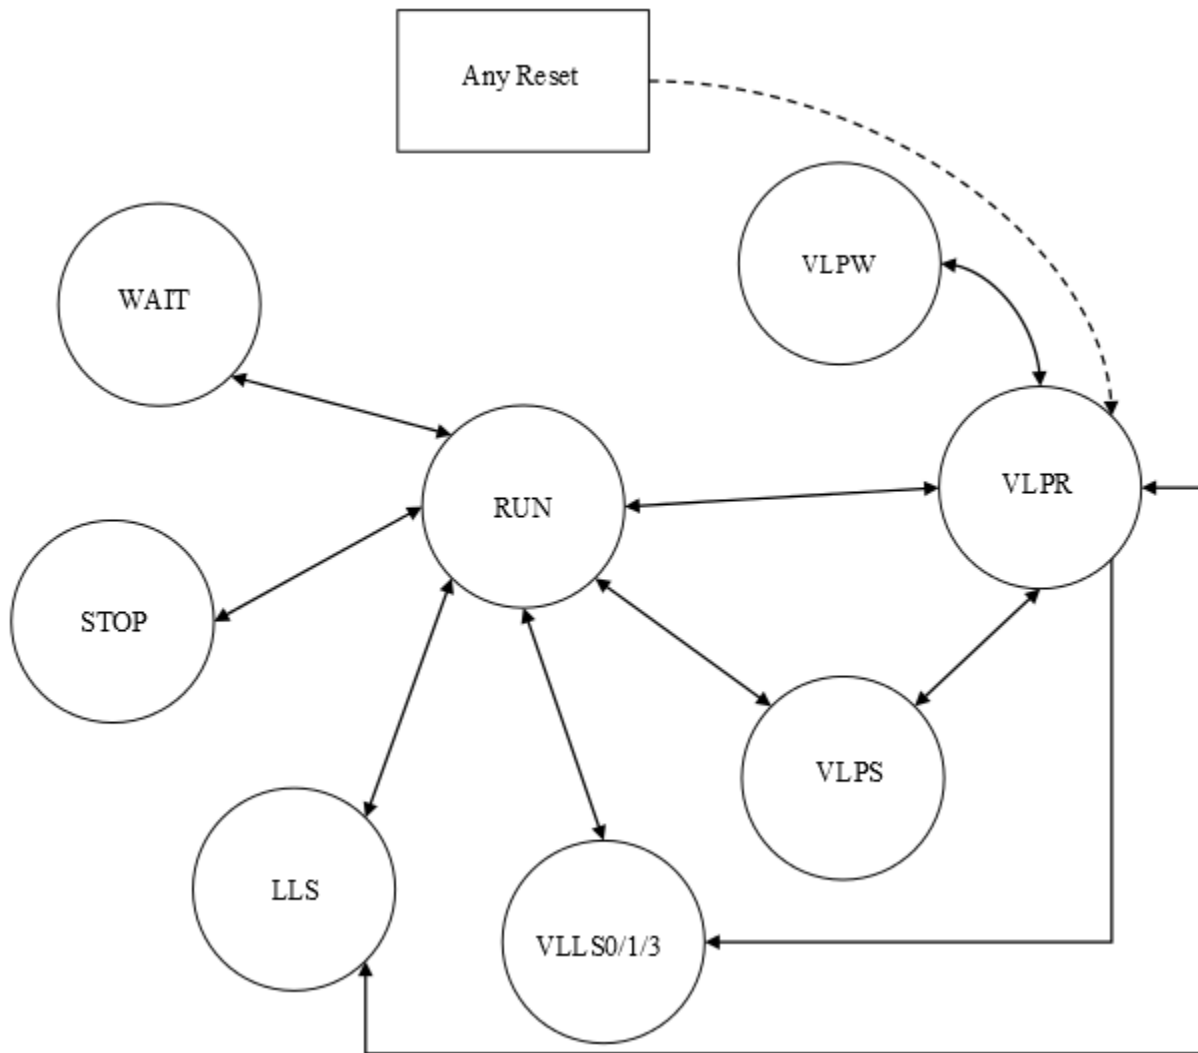 Any Reset
VLPW
WAIT
VLPR
RUN
STOP
VLPS
LLS
VLLS0/1/3